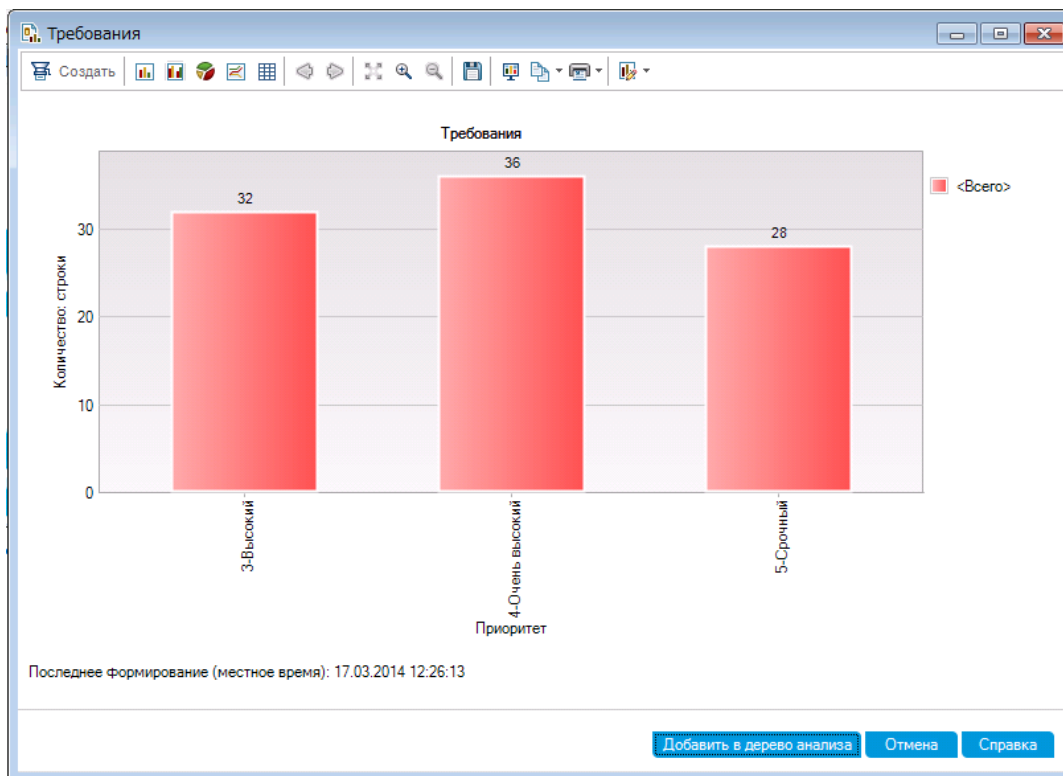 Требования
Создать
Требования
36
32
28
<Всего>
30
20
10
0
Количество: строки
3-Высокий
4-Очень высокий
5-Срочный
Приоритет
Последнее формирование (местное время): 17.03.2014 12:26:13
Добавить в дерево анализа
Отмена
Справка